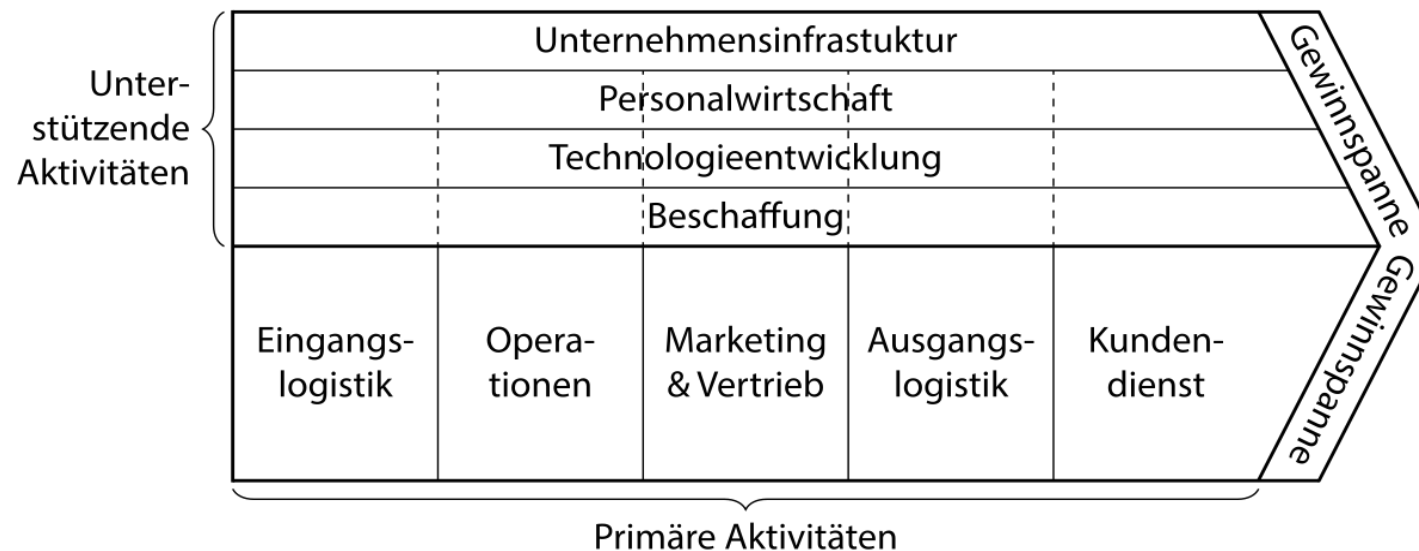 Unternehmensinfrastuktur
Personalwirtschaft
Technologieentwicklung
Beschaffung
Unter-
stützende
Aktivitäten
Gewinnspanne
Gewinnspanne
Eingangs-
logistik
Opera-
tionen
Marketing
& Vertrieb
Ausgangs-
logistik
Kunden-
dienst
Primäre Aktivitäten